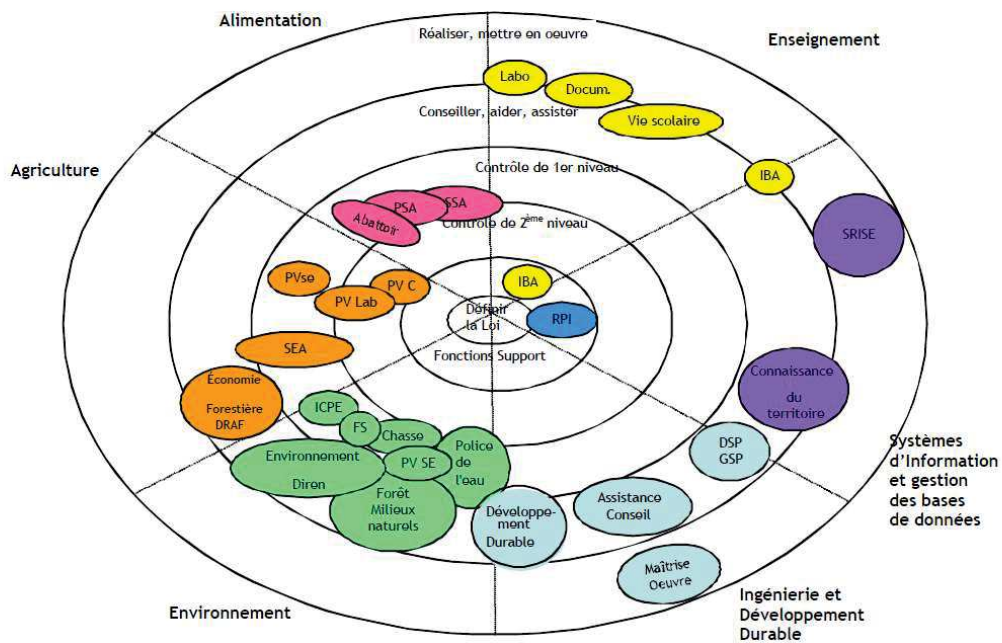 Alimentation
Réaliser, mettre en oeuvre
Enseignement
Labo
Docum.
Conseiller, aider, assister
Vie scolaire
Agriculture
Contrôle de 1er niveau
IBA
PSA
SSA
Abattoir
Contrôle de 2ème niveau
SRISE
PVse
PV C
PV Lab
IBA
Définir
la Loi
RPI
SEA
Fonctions Support
Économie
Forestière
DRAF
Connaissance
du
territoire
ICPE
FS
Chasse
Police
de
l'eau
Environnement
Diren
PV SE
DSP
GSP
Systèmes
d'Information
et gestion
des bases
de données
Forêt
Milieux
naturels
Développe-
ment
Durable
Assistance
Conseil
Maîtrise
Oeuvre
Environnement
Ingénierie et
Développement
Durable